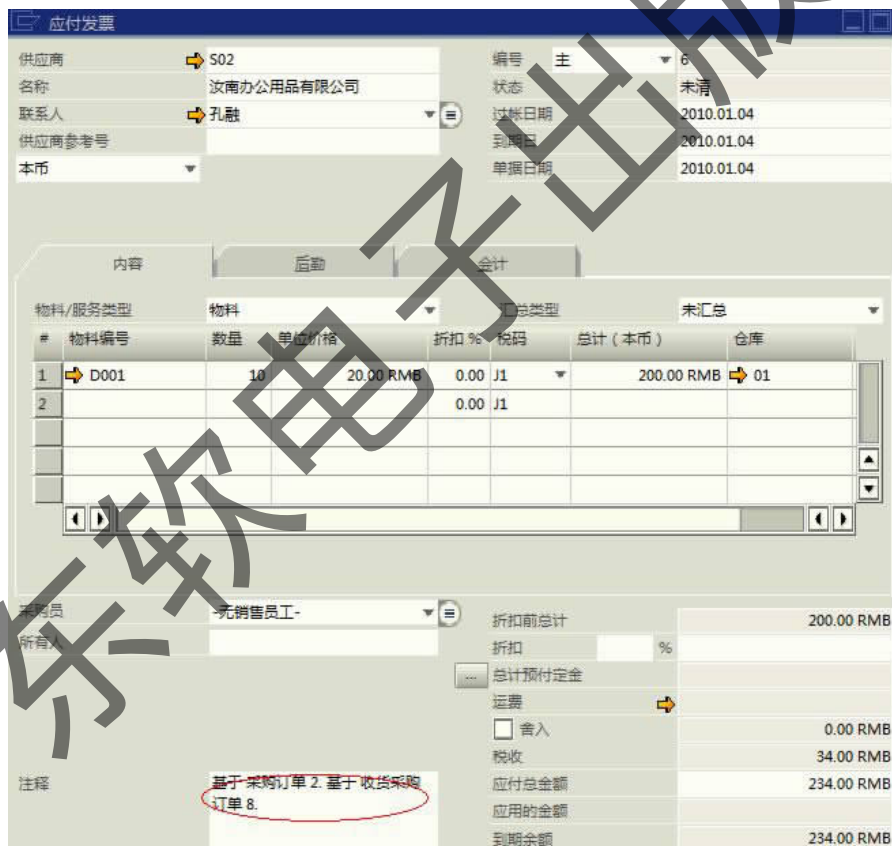 应付发票
供应商 S02 编号 主 6
名称 汝南办公用品有限公司 状态 未清
联系人 孔融 过帐日期 2010.01.04
供应商参考号 到期日 2010.01.04
本币 单据日期 2010.01.04
内容 后勤 会计
物料/服务类型 物料 汇总类型 未汇总
# 物料编号 数量 单位价格 折扣 % 税码 总计 ( 本币 ) 仓库
1 D001 10 20.00 RMB 0.00 J1 200.00 RMB 01
2 0.00 J1
采购员 -无销售员工- 折扣前总计 200.00 RMB
所有人 折扣 %
... 总计预付定金
运费
舍入 0.00 RMB
税收 34.00 RMB
注释 基于 采购订单 2. 基于 收货采购 应付总金额 234.00 RMB
订单 8. 应用的金额
到期余额 234.00 RMB
东软电子出版